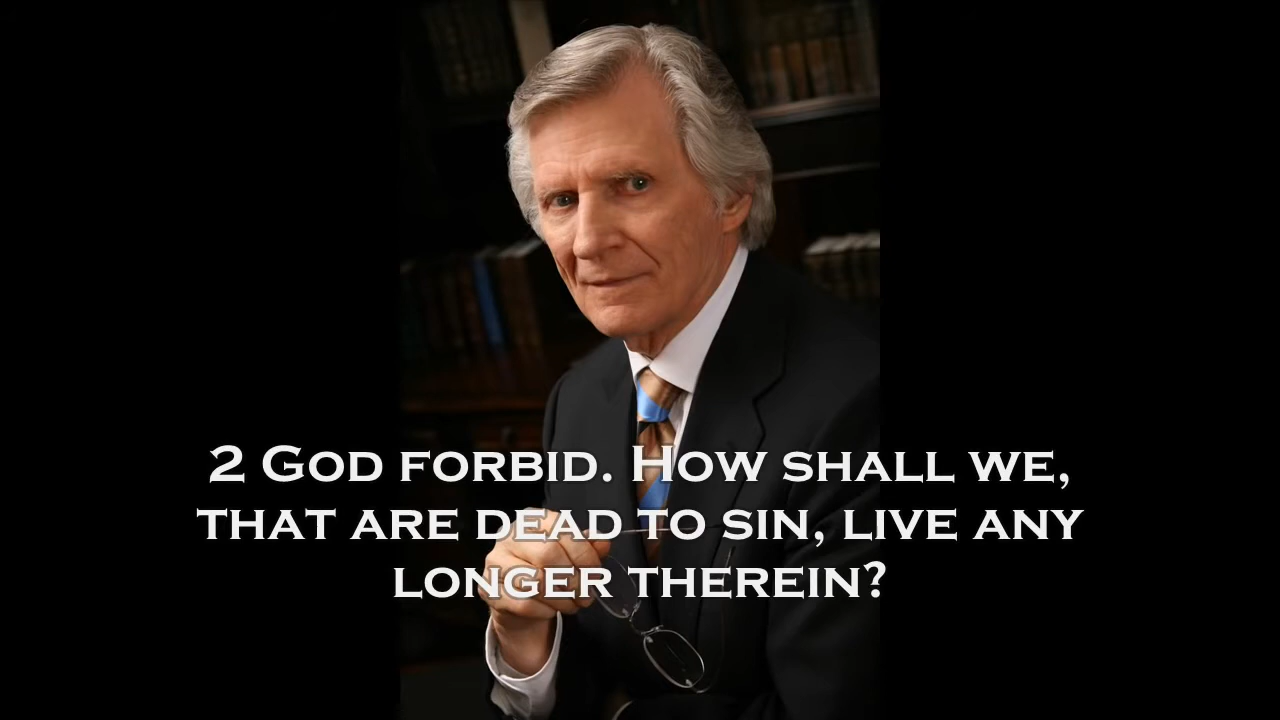 2 God forbid. How shall we,
that are dead to sin, live any
longer therein?